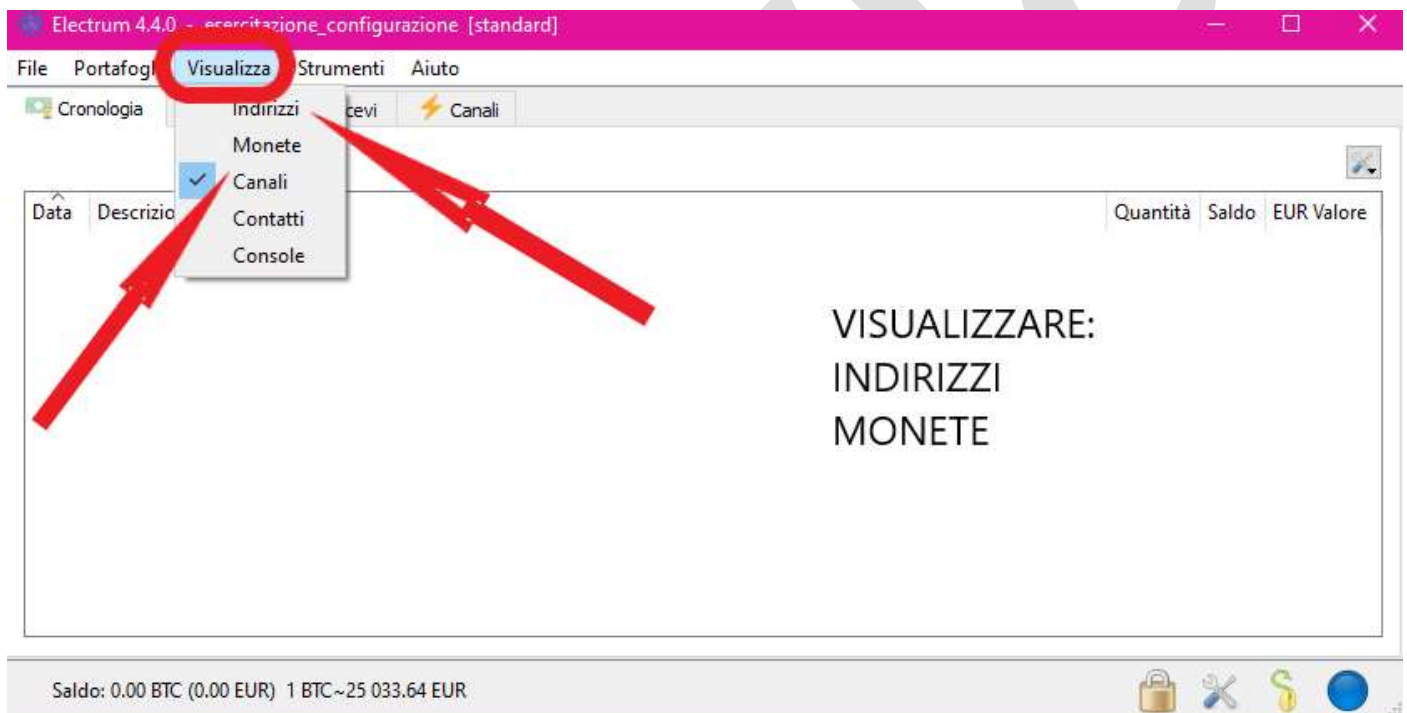 Electrum 4.4.0 - esercitazione_configurazione [standard]
File Portafogl Visualizza Strumenti Aiuto
Cronologia cevi Canali
Indirizzi
Monete
Canali
Contatti
Console
Data Descrizio Quantità Saldo EUR Valore
VISUALIZZARE:
INDIRIZZI
MONETE
Saldo: 0.00 BTC (0.00 EUR) 1 BTC~25 033.64 EUR